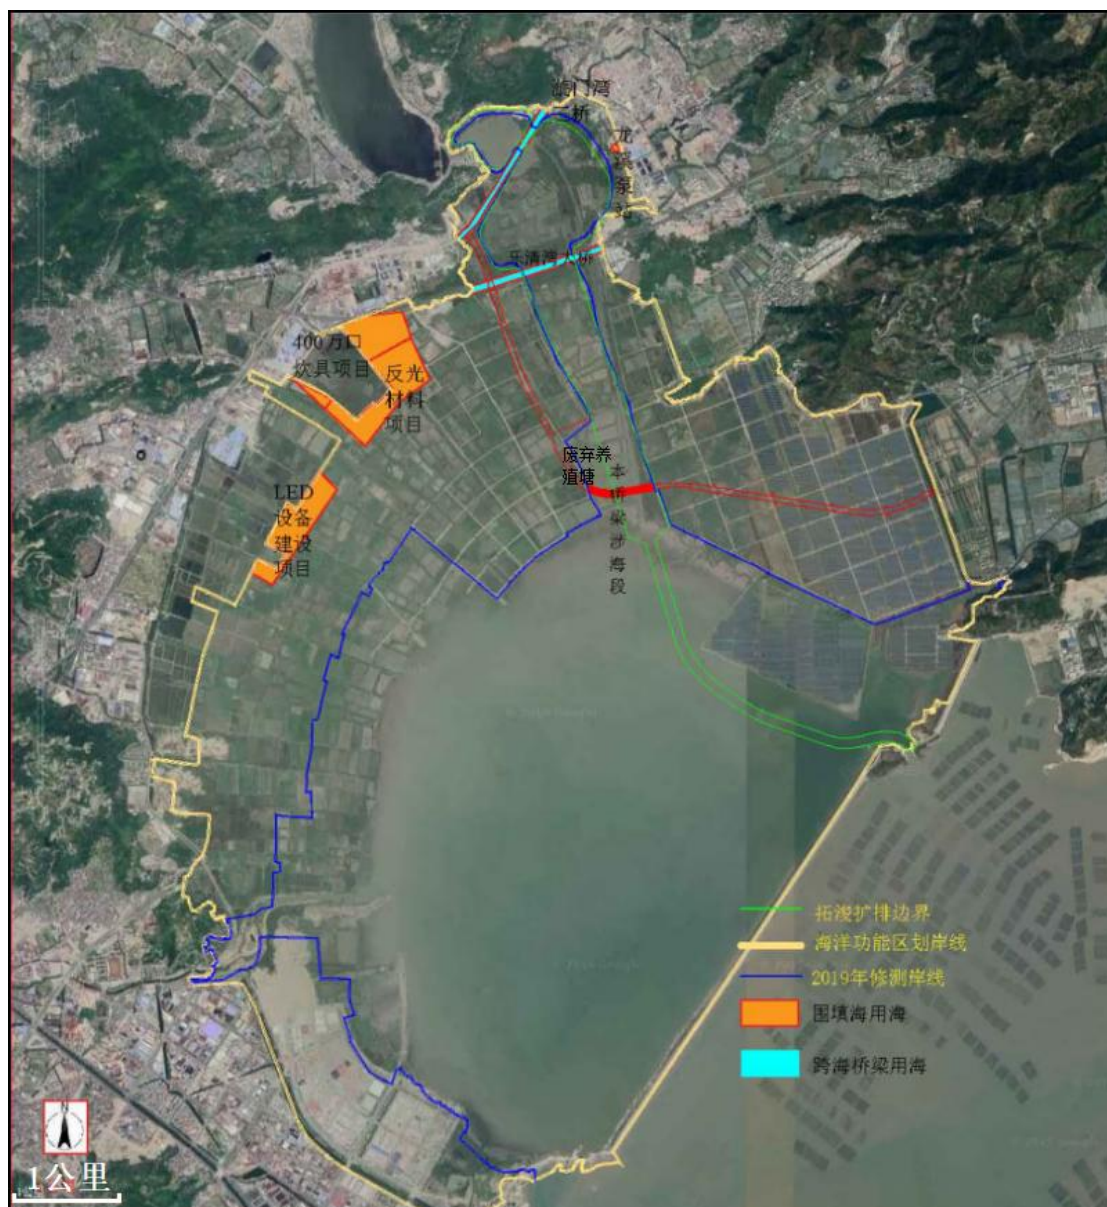 二桥
龙
泵
站
乐清湾大桥
400万口
炊具项目
反光
材料
项目
废弃养
殖塘
本
桥
梁
涉
海
段
LED
设备
建设
项目
拓浚扩排边界
海洋功能区划岸线
2019年修测岸线
围填海用海
跨海桥梁用海
1公里